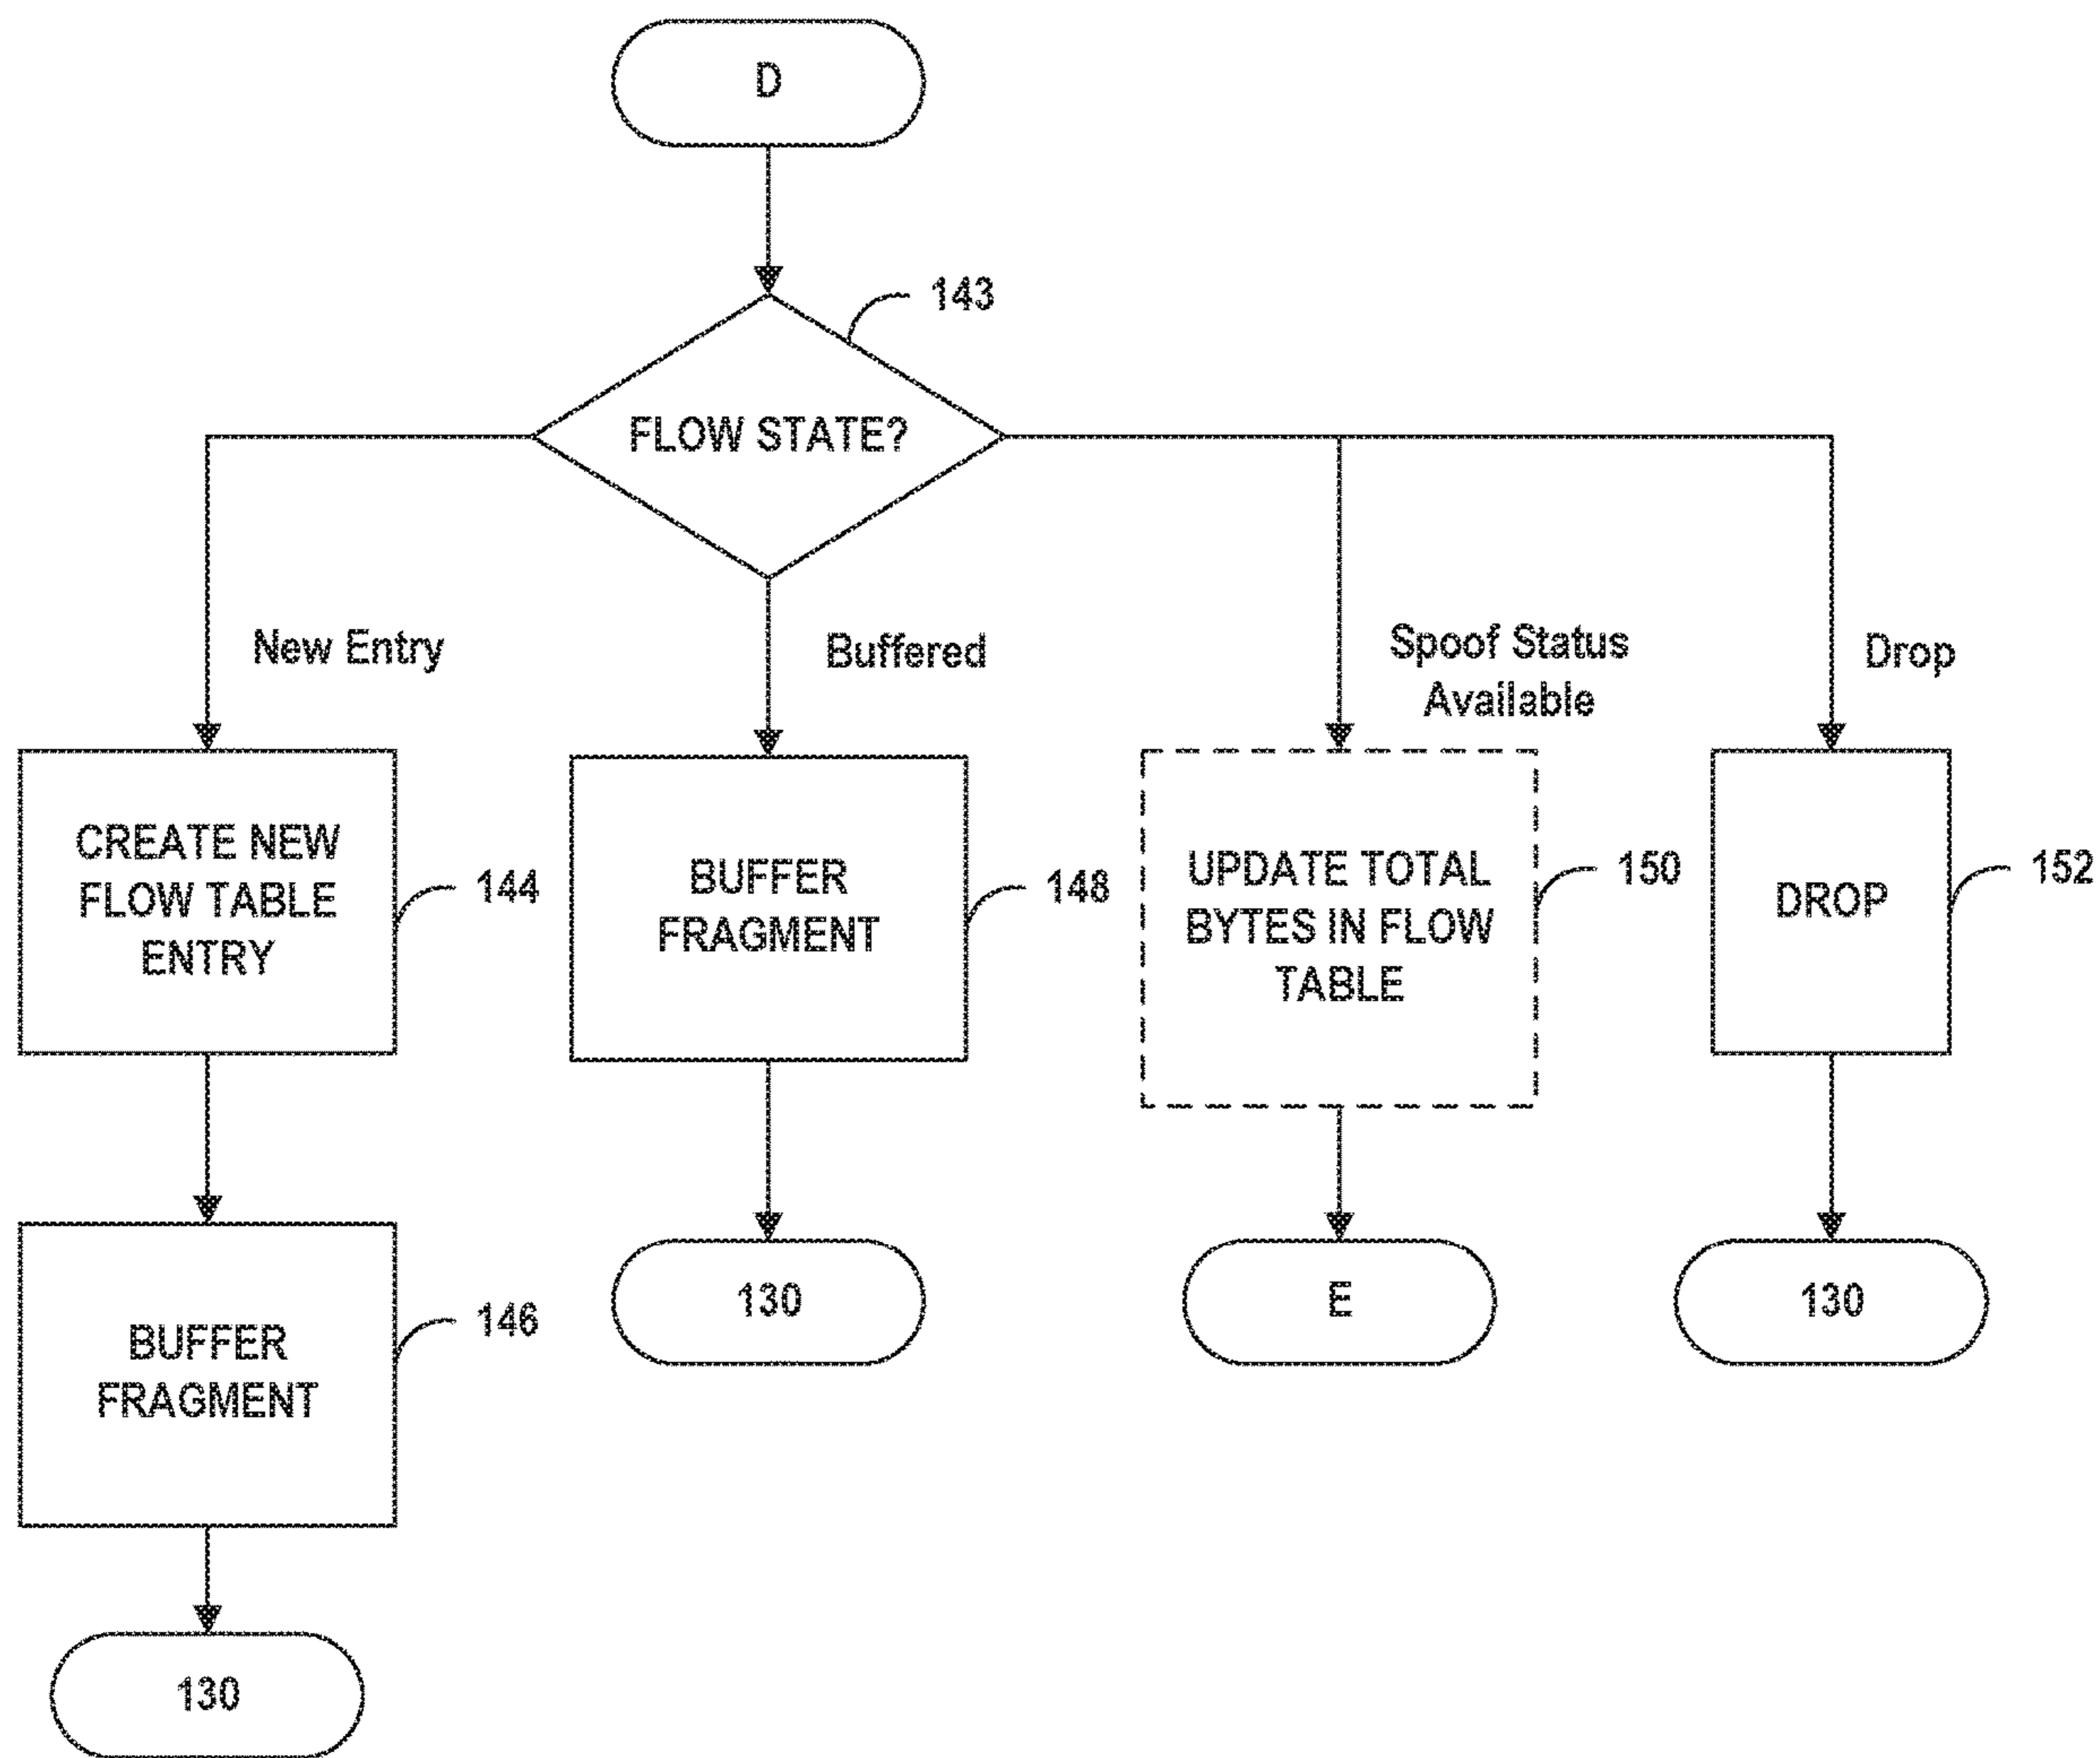 D
143
FLOW STATE?
New Entry
Buffered
Spoof Status
Available
Drop
CREATE NEW
FLOW TABLE
ENTRY
144
BUFFER
FRAGMENT
148
UPDATE TOTAL
BYTES IN FLOW
TABLE
150
DROP
152
BUFFER
FRAGMENT
146
130
E
130
130